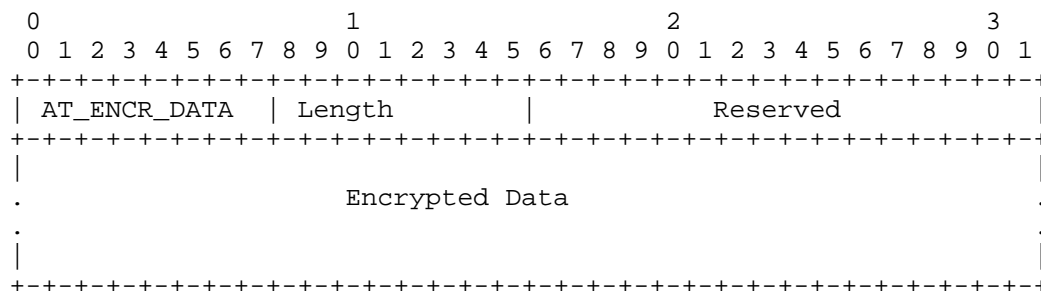 0                   1                   2                   3
 0 1 2 3 4 5 6 7 8 9 0 1 2 3 4 5 6 7 8 9 0 1 2 3 4 5 6 7 8 9 0 1
+-+-+-+-+-+-+-+-+-+-+-+-+-+-+-+-+-+-+-+-+-+-+-+-+-+-+-+-+-+-+-+-+
| AT_ENCR_DATA  | Length        |           Reserved            |
+-+-+-+-+-+-+-+-+-+-+-+-+-+-+-+-+-+-+-+-+-+-+-+-+-+-+-+-+-+-+-+-+
|                                                               |
.                    Encrypted Data                             .
.                                                               .
|                                                               |
+-+-+-+-+-+-+-+-+-+-+-+-+-+-+-+-+-+-+-+-+-+-+-+-+-+-+-+-+-+-+-+-+